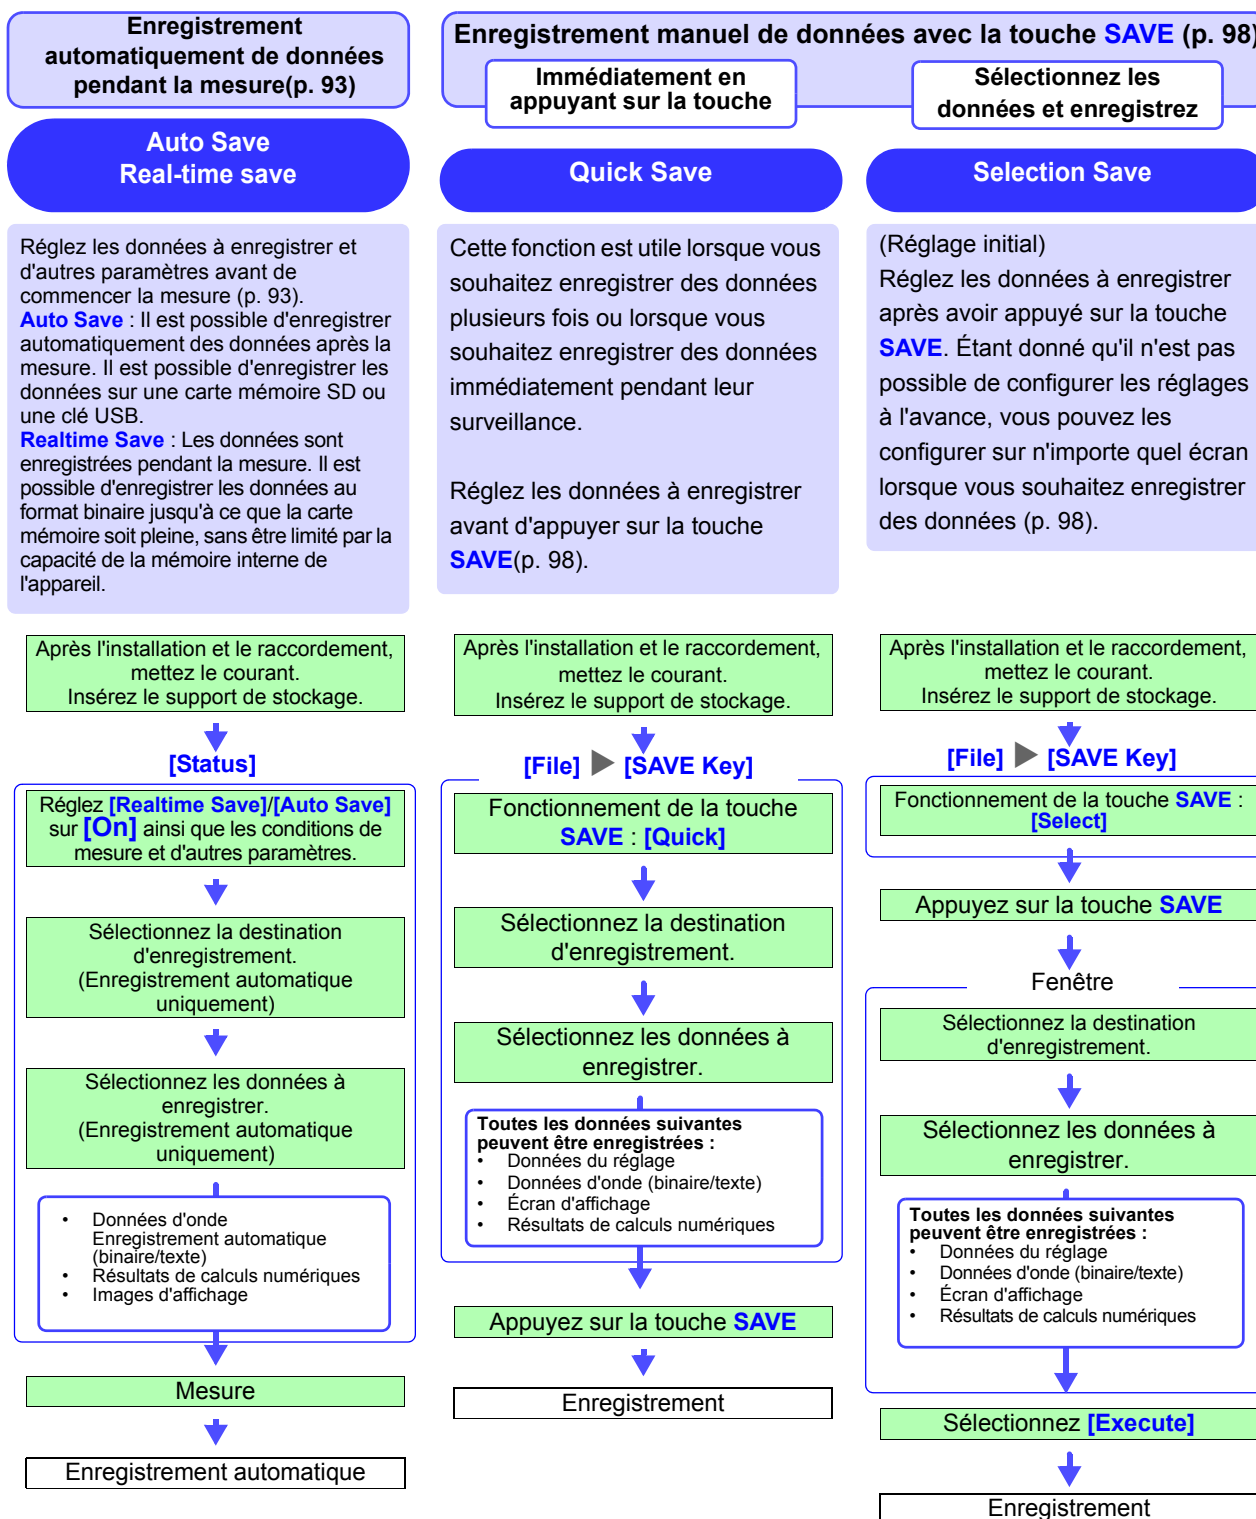 Enregistrement
automatiquement de données
pendant la mesure(p. 93)
Auto Save
Real-time save
Réglez les données à enregistrer et
d'autres paramètres avant de
commencer la mesure (p. 93).
Auto Save : Il est possible d'enregistrer
automatiquement des données après la
mesure. Il est possible d'enregistrer les
données sur une carte mémoire SD ou
une clé USB.
Realtime Save : Les données sont
enregistrées pendant la mesure. Il est
possible d'enregistrer les données au
format binaire jusqu'à ce que la carte
mémoire soit pleine, sans être limité par la
capacité de la mémoire interne de
l'appareil.
Après l'installation et le raccordement,
mettez le courant.
Insérez le support de stockage.
[Status]
Réglez [Realtime Save]/[Auto Save]
sur [On] ainsi que les conditions de
mesure et d'autres paramètres.
Sélectionnez la destination
d'enregistrement.
(Enregistrement automatique
uniquement)
Sélectionnez les données à
enregistrer.
(Enregistrement automatique
uniquement)
• Données d'onde
Enregistrement automatique
(binaire/texte)
• Résultats de calculs numériques
• Images d'affichage
Mesure
Enregistrement automatique
Enregistrement manuel de données avec la touche SAVE (p. 98)
Immédiatement en
appuyant sur la touche
Quick Save
Cette fonction est utile lorsque vous
souhaitez enregistrer des données
plusieurs fois ou lorsque vous
souhaitez enregistrer des données
immédiatement pendant leur
surveillance.
Réglez les données à enregistrer
avant d'appuyer sur la touche
SAVE(p. 98).
Après l'installation et le raccordement,
mettez le courant.
Insérez le support de stockage.
[File] ▶ [SAVE Key]
Fonctionnement de la touche
SAVE : [Quick]
Sélectionnez la destination
d'enregistrement.
Sélectionnez les données à
enregistrer.
Toutes les données suivantes
peuvent être enregistrées :
• Données du réglage
• Données d'onde (binaire/texte)
• Écran d'affichage
• Résultats de calculs numériques
Appuyez sur la touche SAVE
Enregistrement
Sélectionnez les
données et enregistrez
Selection Save
(Réglage initial)
Réglez les données à enregistrer
après avoir appuyé sur la touche
SAVE. Étant donné qu'il n'est pas
possible de configurer les réglages
à l'avance, vous pouvez les
configurer sur n'importe quel écran
lorsque vous souhaitez enregistrer
des données (p. 98).
Après l'installation et le raccordement,
mettez le courant.
Insérez le support de stockage.
[File] ▶ [SAVE Key]
Fonctionnement de la touche SAVE :
[Select]
Appuyez sur la touche SAVE
Fenêtre
Sélectionnez la destination
d'enregistrement.
Sélectionnez les données à
enregistrer.
Toutes les données suivantes
peuvent être enregistrées :
• Données du réglage
• Données d'onde (binaire/texte)
• Écran d'affichage
• Résultats de calculs numériques
Sélectionnez [Execute]
Enregistrement